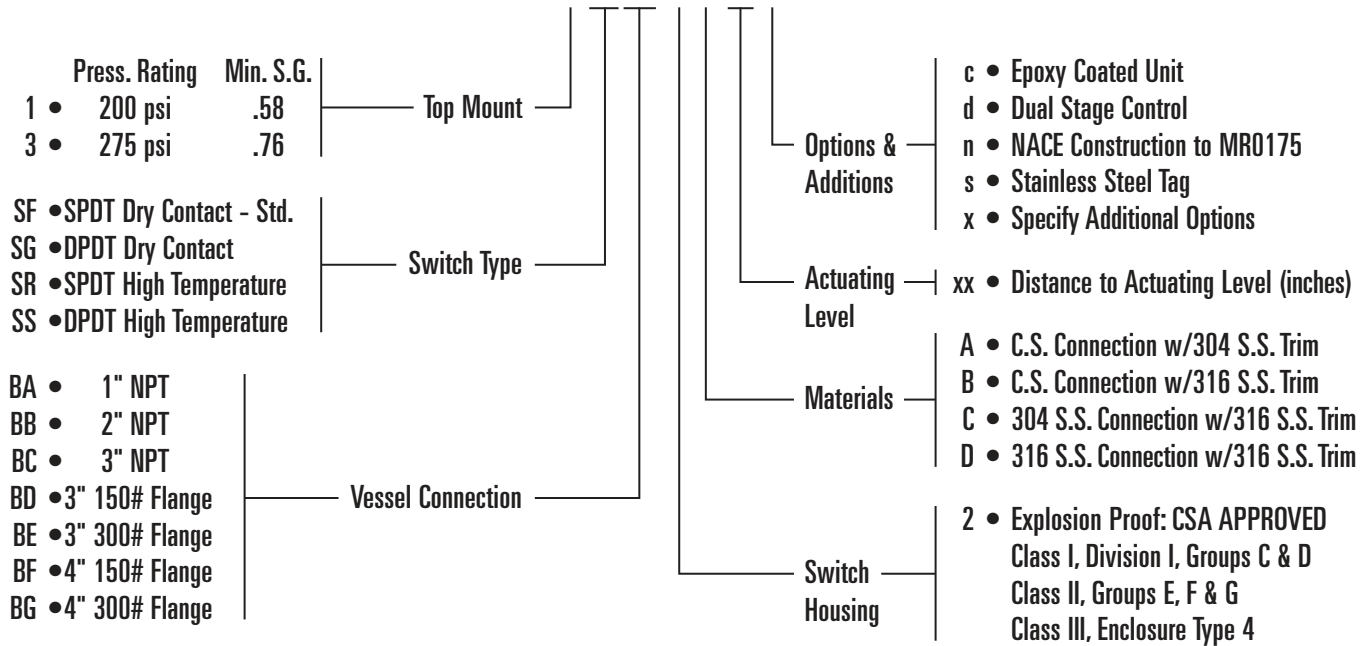 Press. Rating Min. S.G.
1 • 200 psi .58
3 • 275 psi .76
Top Mount
SF •SPDT Dry Contact - Std.
SG •DPDT Dry Contact
SR •SPDT High Temperature
SS •DPDT High Temperature
Switch Type
BA • 1" NPT
BB • 2" NPT
BC • 3" NPT
BD •3" 150# Flange
BE •3" 300# Flange
BF •4" 150# Flange
BG •4" 300# Flange
Vessel Connection
Options &
Additions
c • Epoxy Coated Unit
d • Dual Stage Control
n • NACE Construction to MR0175
s • Stainless Steel Tag
x • Specify Additional Options
Actuating
Level
xx • Distance to Actuating Level (inches)
Materials
A • C.S. Connection w/304 S.S. Trim
B • C.S. Connection w/316 S.S. Trim
C • 304 S.S. Connection w/316 S.S. Trim
D • 316 S.S. Connection w/316 S.S. Trim
Switch
Housing
2 • Explosion Proof: CSA APPROVED
Class I, Division I, Groups C & D
Class II, Groups E, F & G
Class III, Enclosure Type 4